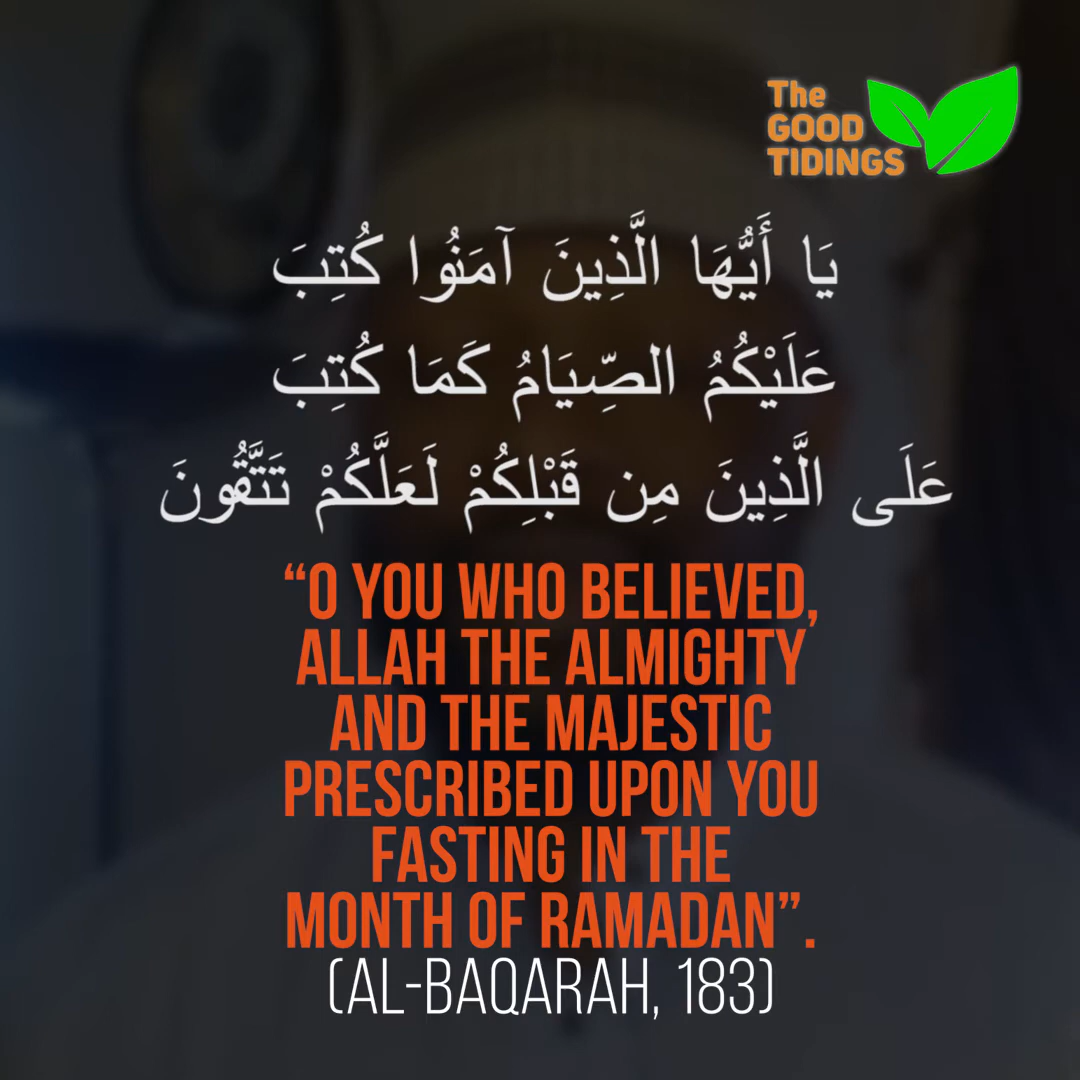 The
GOOD
TIDINGS
يَا أَيُّهَا الَّذِينَ آمَنُوا كُتِبَ
عَلَيْكُمُ الصِّيَامُ كَمَا كُتِبَ
عَلَى الَّذِينَ مِن قَبْلِكُمْ لَعَلَّكُمْ تَتَّقُونَ
“O YOU WHO BELIEVED,
ALLAH THE ALMIGHTY
AND THE MAJESTIC
PRESCRIBED UPON YOU
FASTING IN THE
MONTH OF RAMADAN”.
(AL-BAQARAH, 183)